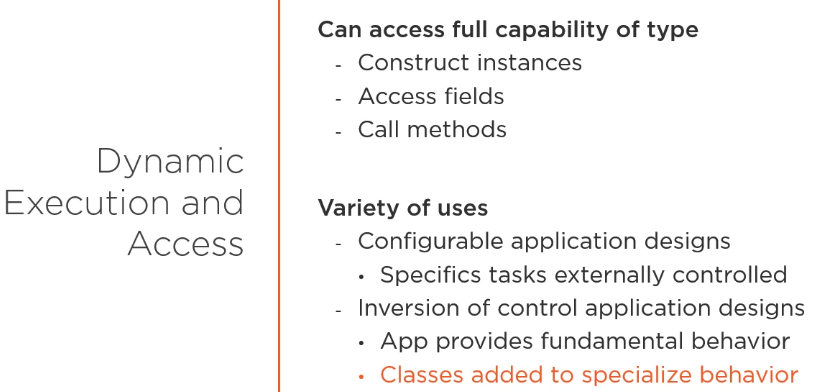 Dynamic
Execution and
Access
Can access full capability of type
- Construct instances
- Access fields
- Call methods
Variety of uses
- Configurable application designs
• Specifics tasks externally controlled
- Inversion of control application designs
• App provides fundamental behavior
• Classes added to specialize behavior